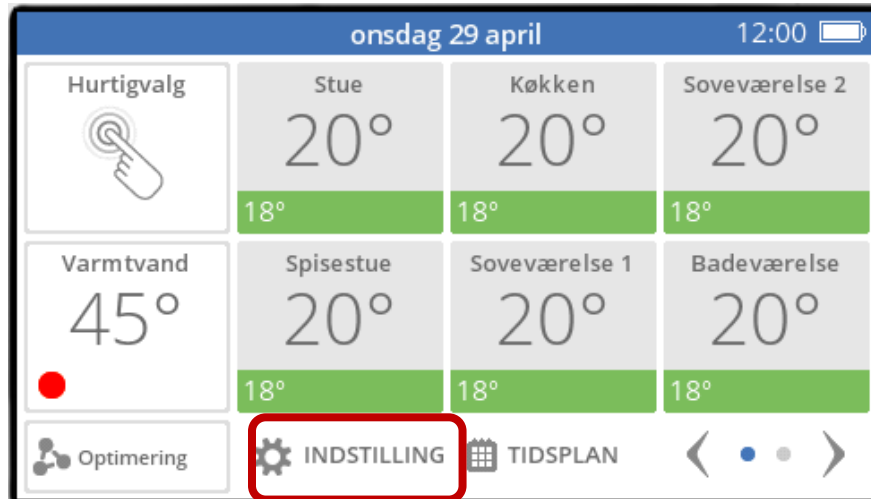 onsdag 29 april 12:00
Hurtigvalg Stue Køkken Soveværelse 2
20° 20° 20°
18° 18° 18°
Varmtvand Spisestue Soveværelse 1 Badeværelse
45° 20° 20° 20°
18° 18° 18°
Optimering INDSTILLING TIDSPLAN